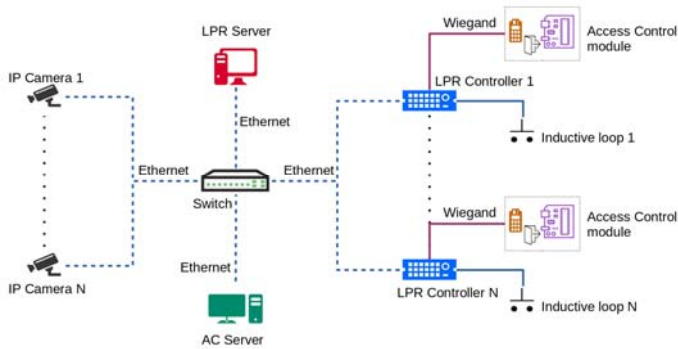 LPR Server
Wiegand
Access Control
module
IP Camera 1
LPR Controller 1
Ethernet
Inductive loop 1
Ethernet
Ethernet
Switch
Wiegand
Access Control
module
Ethernet
IP Camera N
LPR Controller N
Inductive loop N
AC Server